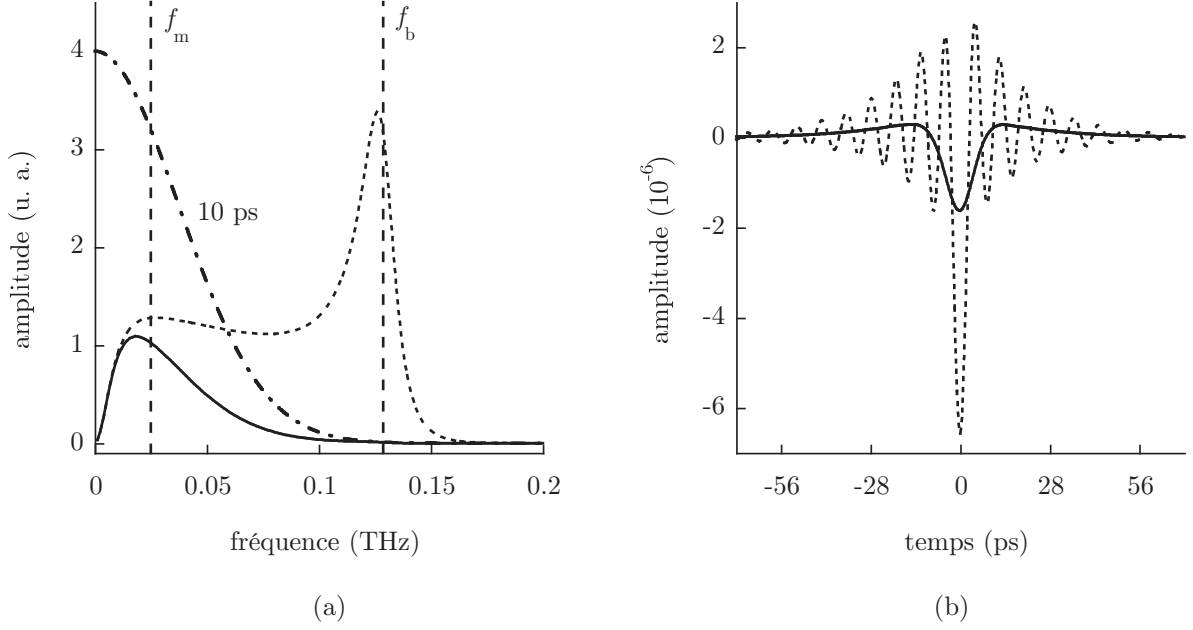 f_m
f_b
4
3
2
1
0
10 ps
amplitude (u. a.)
0
0.05
0.1
0.15
0.2
fréquence (THz)
(a)
2
0
-2
-4
-6
amplitude (10^-6)
-56
-28
0
28
56
temps (ps)
(b)